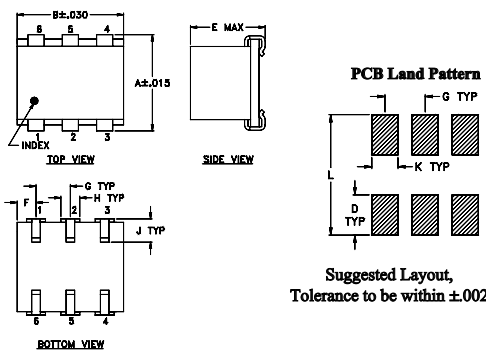 B±.030
6 5 4
A±.015
INDEX
1 2 3
TOP VIEW
E MAX
SIDE VIEW
PCB Land Pattern
G TYP
K TYP
L
D
TYP
Suggested Layout,
Tolerance to be within ±.002
G TYP
H TYP
F
1 2 3
J TYP
6 5 4
BOTTOM VIEW